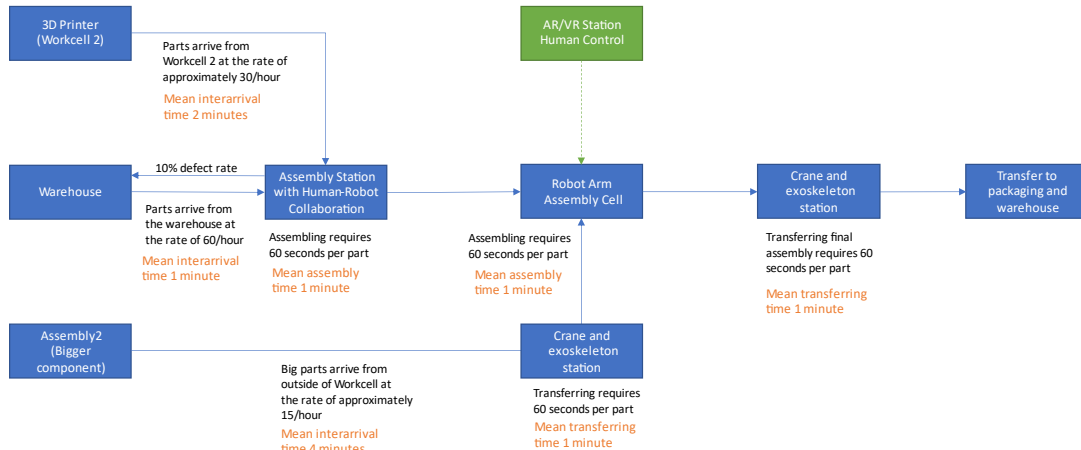 3D Printer
(Workcell 2)
AR/VR Station
Human Control
Parts arrive from
Workcell 2 at the rate of
approximately 30/hour
Mean interarrival
time 2 minutes
10% defect rate
Warehouse
Assembly Station
with Human-Robot
Collaboration
Robot Arm
Assembly Cell
Crane and
exoskeleton
station
Transfer to
packaging and
warehouse
Parts arrive from
the warehouse at
the rate of 60/hour
Mean interarrival
time 1 minute
Assembling requires
60 seconds per part
Mean assembly
time 1 minute
Assembling requires
60 seconds per part
Mean assembly
time 1 minute
Transferring final
assembly requires 60
seconds per part
Mean transferring
time 1 minute
Assembly2
(Bigger
component)
Crane and
exoskeleton
station
Big parts arrive from
outside of Workcell at
the rate of approximately
15/hour
Mean interarrival
time 4 minutes
Transferring requires
60 seconds per part
Mean transferring
time 1 minute